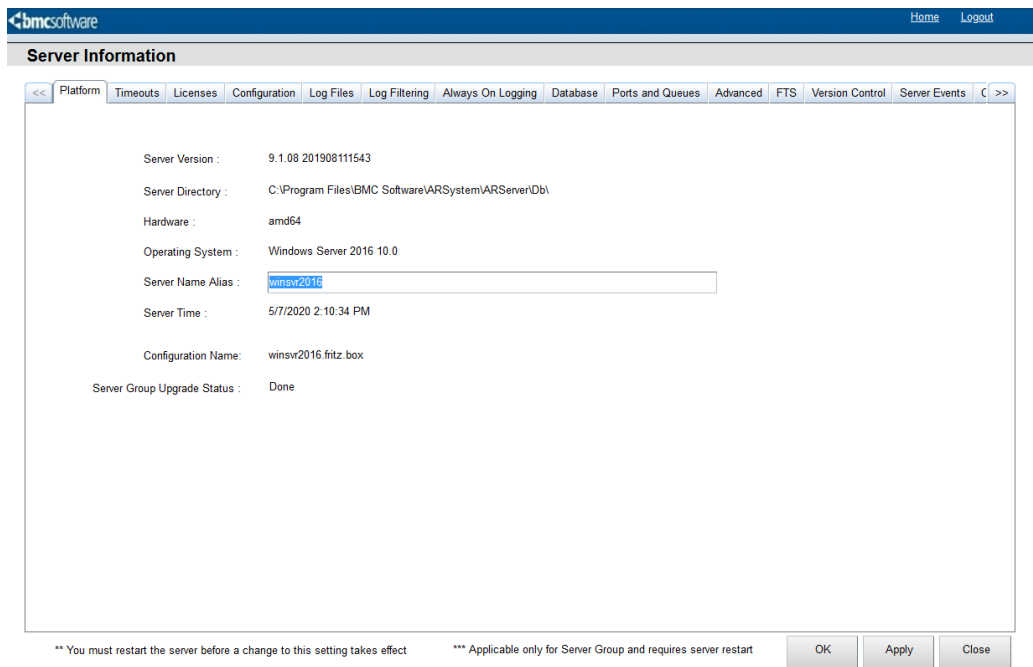 bmcsoftware Home Logout
Server Information
<< Platform Timeouts Licenses Configuration Log Files Log Filtering Always On Logging Database Ports and Queues Advanced FTS Version Control Server Events C >>
Server Version : 9.1.08 201908111543
Server Directory : C:\Program Files\BMC Software\ARSystem\ARServer\Db\
Hardware : amd64
Operating System : Windows Server 2016 10.0
Server Name Alias : winsvr2016
Server Time : 5/7/2020 2:10:34 PM
Configuration Name: winsvr2016.fritz.box
Server Group Upgrade Status : Done
** You must restart the server before a change to this setting takes effect *** Applicable only for Server Group and requires server restart OK Apply Close